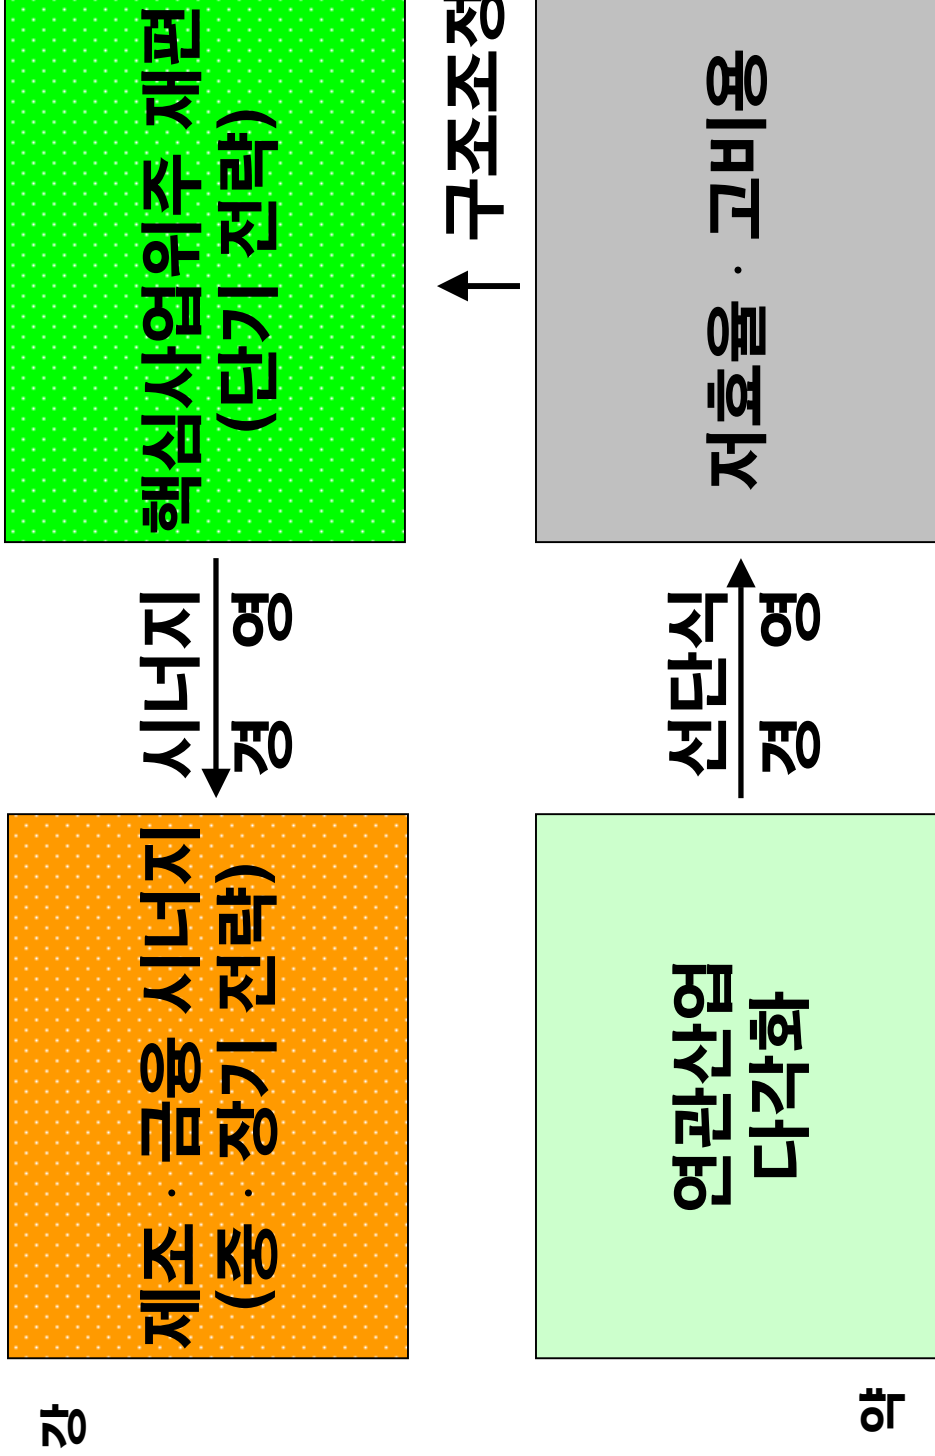 강
제조 · 금융 시너지
(중 · 장기 전략)
시너지
경 영
핵심사업위주 재편
(단기 전략)
구조조정
연관산업
다각화
선단식
경 영
저효율 · 고비용
약